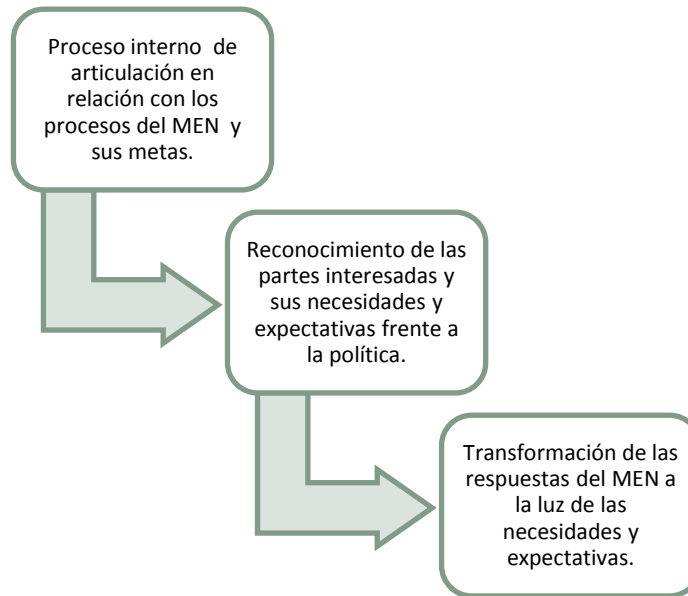 Proceso interno de
articulación en
relación con los
procesos del MEN y
sus metas.
Reconocimiento de las
partes interesadas y
sus necesidades y
expectativas frente a
la política.
Transformación de las
respuestas del MEN a
la luz de las
necesidades y
expectativas.